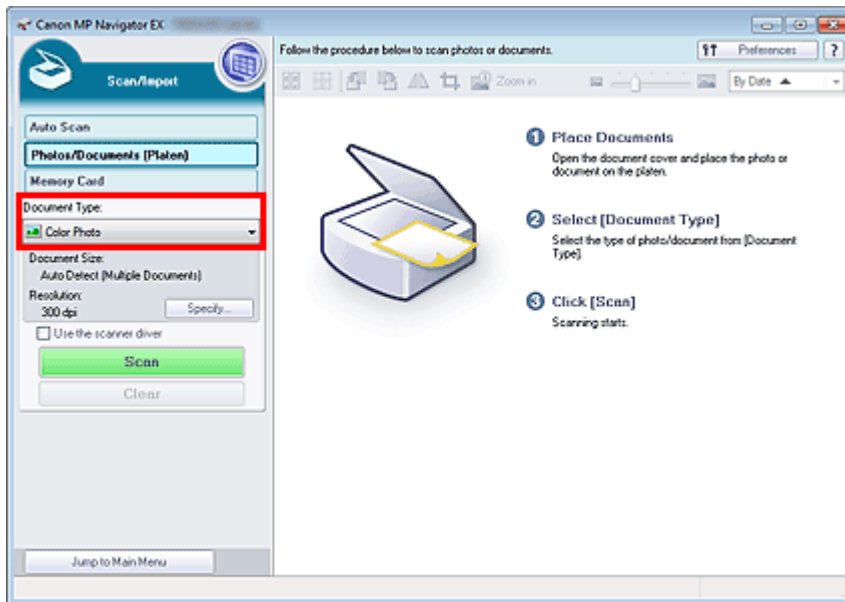 Canon MP Navigator EX
Scan/Import
Auto Scan
Photos/Documents (Platen)
Memory Card
Document Type:
Color Photo
Document Size:
Auto Detect (Multiple Documents)
Resolution:
300 dpi
Specify...
Use the scanner driver
Scan
Clear
Jump to Main Menu
Follow the procedure below to scan photos or documents.
Preferences
?
Zoom in
By Date
1 Place Documents
Open the document cover and place the photo or
document on the platen.
2 Select [Document Type]
Select the type of photo/document from [Document
Type].
3 Click [Scan]
Scanning starts.